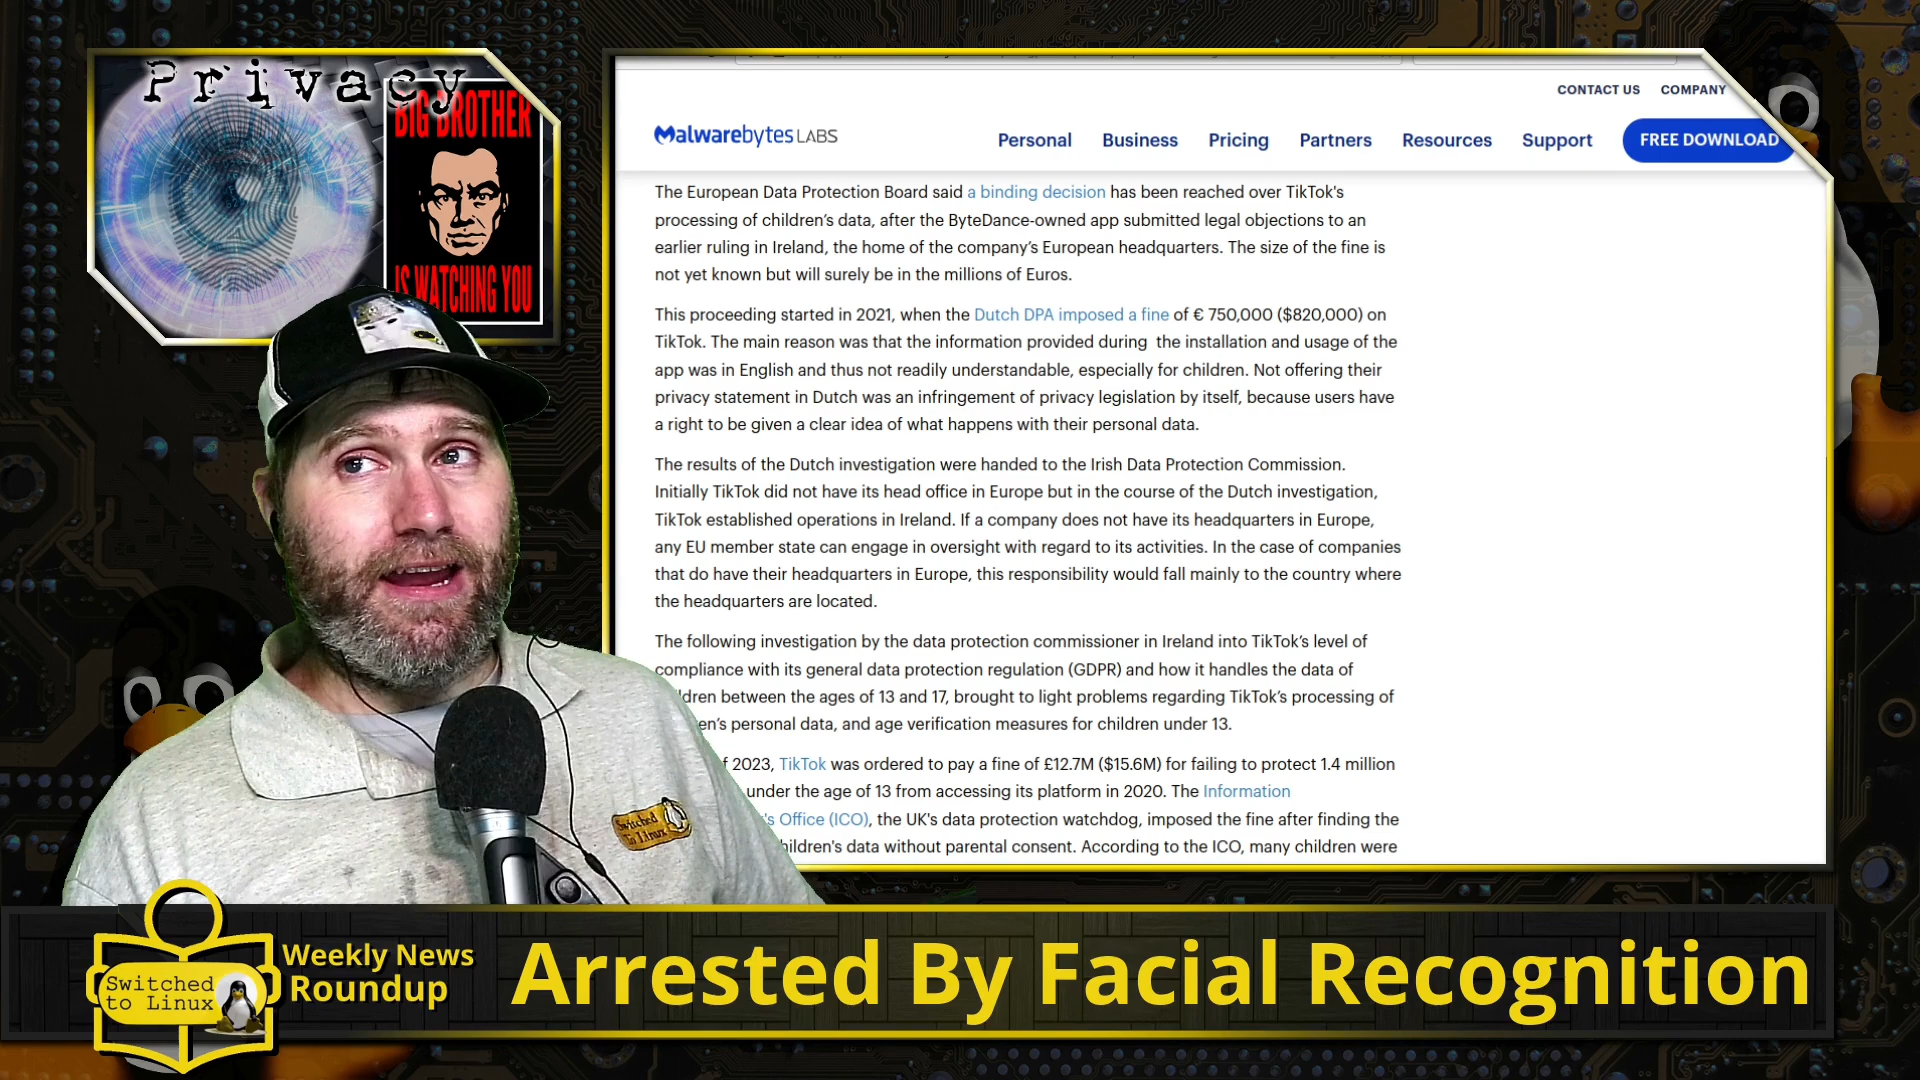 Privacy
BIG BROTHER
IS WATCHING YOU
CONTACT US COMPANY
Malwarebytes LABS
Personal Business Pricing Partners Resources Support FREE DOWNLOAD
The European Data Protection Board said a binding decision has been reached over TikTok's
processing of children's data, after the ByteDance-owned app submitted legal objections to an
earlier ruling in Ireland, the home of the company's European headquarters. The size of the fine is
not yet known but will surely be in the millions of Euros.
This proceeding started in 2021, when the Dutch DPA imposed a fine of € 750,000 ($820,000) on
TikTok. The main reason was that the information provided during the installation and usage of the
app was in English and thus not readily understandable, especially for children. Not offering their
privacy statement in Dutch was an infringement of privacy legislation by itself, because users have
a right to be given a clear idea of what happens with their personal data.
The results of the Dutch investigation were handed to the Irish Data Protection Commission.
Initially TikTok did not have its head office in Europe but in the course of the Dutch investigation,
TikTok established operations in Ireland. If a company does not have its headquarters in Europe,
any EU member state can engage in oversight with regard to its activities. In the case of companies
that do have their headquarters in Europe, this responsibility would fall mainly to the country where
the headquarters are located.
The following investigation by the data protection commissioner in Ireland into TikTok's level of
compliance with its general data protection regulation (GDPR) and how it handles the data of
ldren between the ages of 13 and 17, brought to light problems regarding TikTok's processing of
en's personal data, and age verification measures for children under 13.
f 2023, TikTok was ordered to pay a fine of £12.7M ($15.6M) for failing to protect 1.4 million
under the age of 13 from accessing its platform in 2020. The Information
's Office (ICO), the UK's data protection watchdog, imposed the fine after finding the
hildren's data without parental consent. According to the ICO, many children were
Switched
To Linux
Switched
to Linux
Weekly News
Roundup
Arrested By Facial Recognition